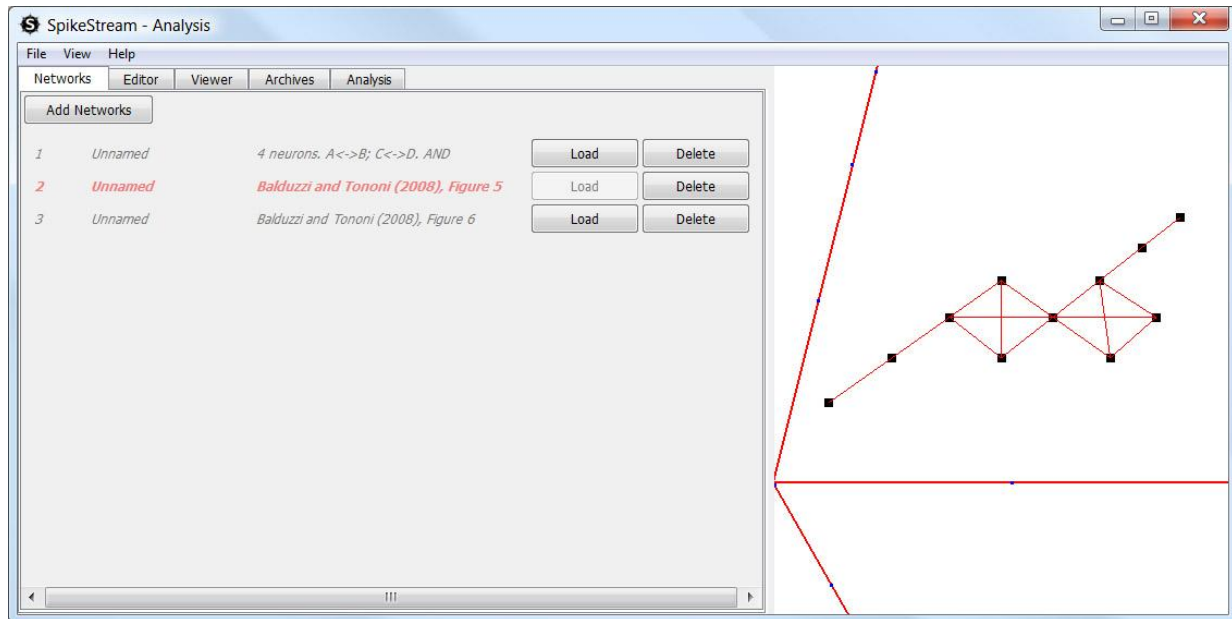 SpikeStream - Analysis
File View Help
Networks Editor Viewer Archives Analysis
Add Networks
1 Unnamed 4 neurons. A<->B; C<->D. AND Load Delete
2 Unnamed Balduzzi and Tononi (2008), Figure 5 Load Delete
3 Unnamed Balduzzi and Tononi (2008), Figure 6 Load Delete